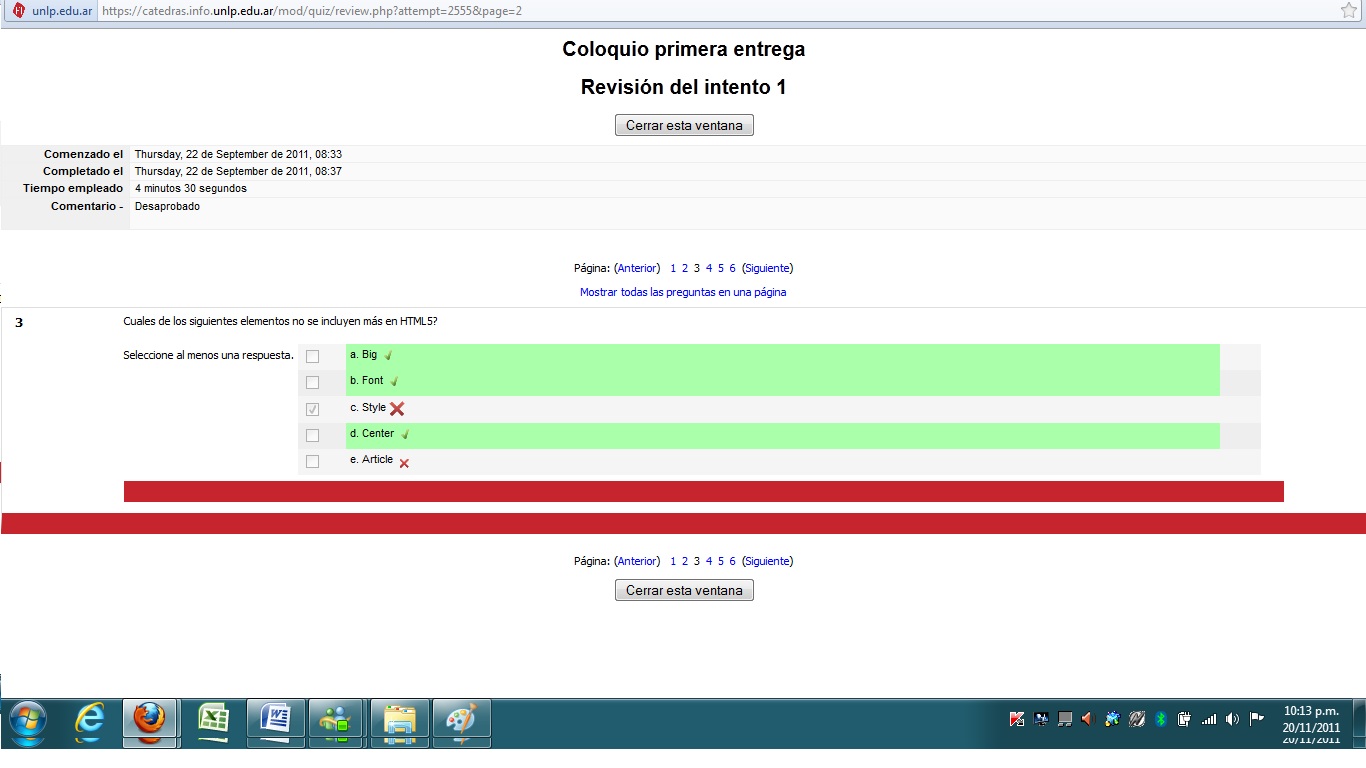 unlp.edu.ar https://catedras.info.unlp.edu.ar/mod/quiz/review.php?attempt=2555&page=2
Coloquio primera entrega
Revisión del intento 1
Cerrar esta ventana
Comenzado el Thursday, 22 de September de 2011, 08:33
Completado el Thursday, 22 de September de 2011, 08:37
Tiempo empleado 4 minutos 30 segundos
Comentario - Desaprobado
Página: (Anterior) 1 2 3 4 5 6 (Siguiente)
Mostrar todas las preguntas en una página
3 Cuales de los siguientes elementos no se incluyen más en HTML5?
Seleccione al menos una respuesta.
a. Big
b. Font
c. Style
d. Center
e. Article
Página: (Anterior) 1 2 3 4 5 6 (Siguiente)
Cerrar esta ventana
10:13 p.m.
20/11/2011
20/11/2011